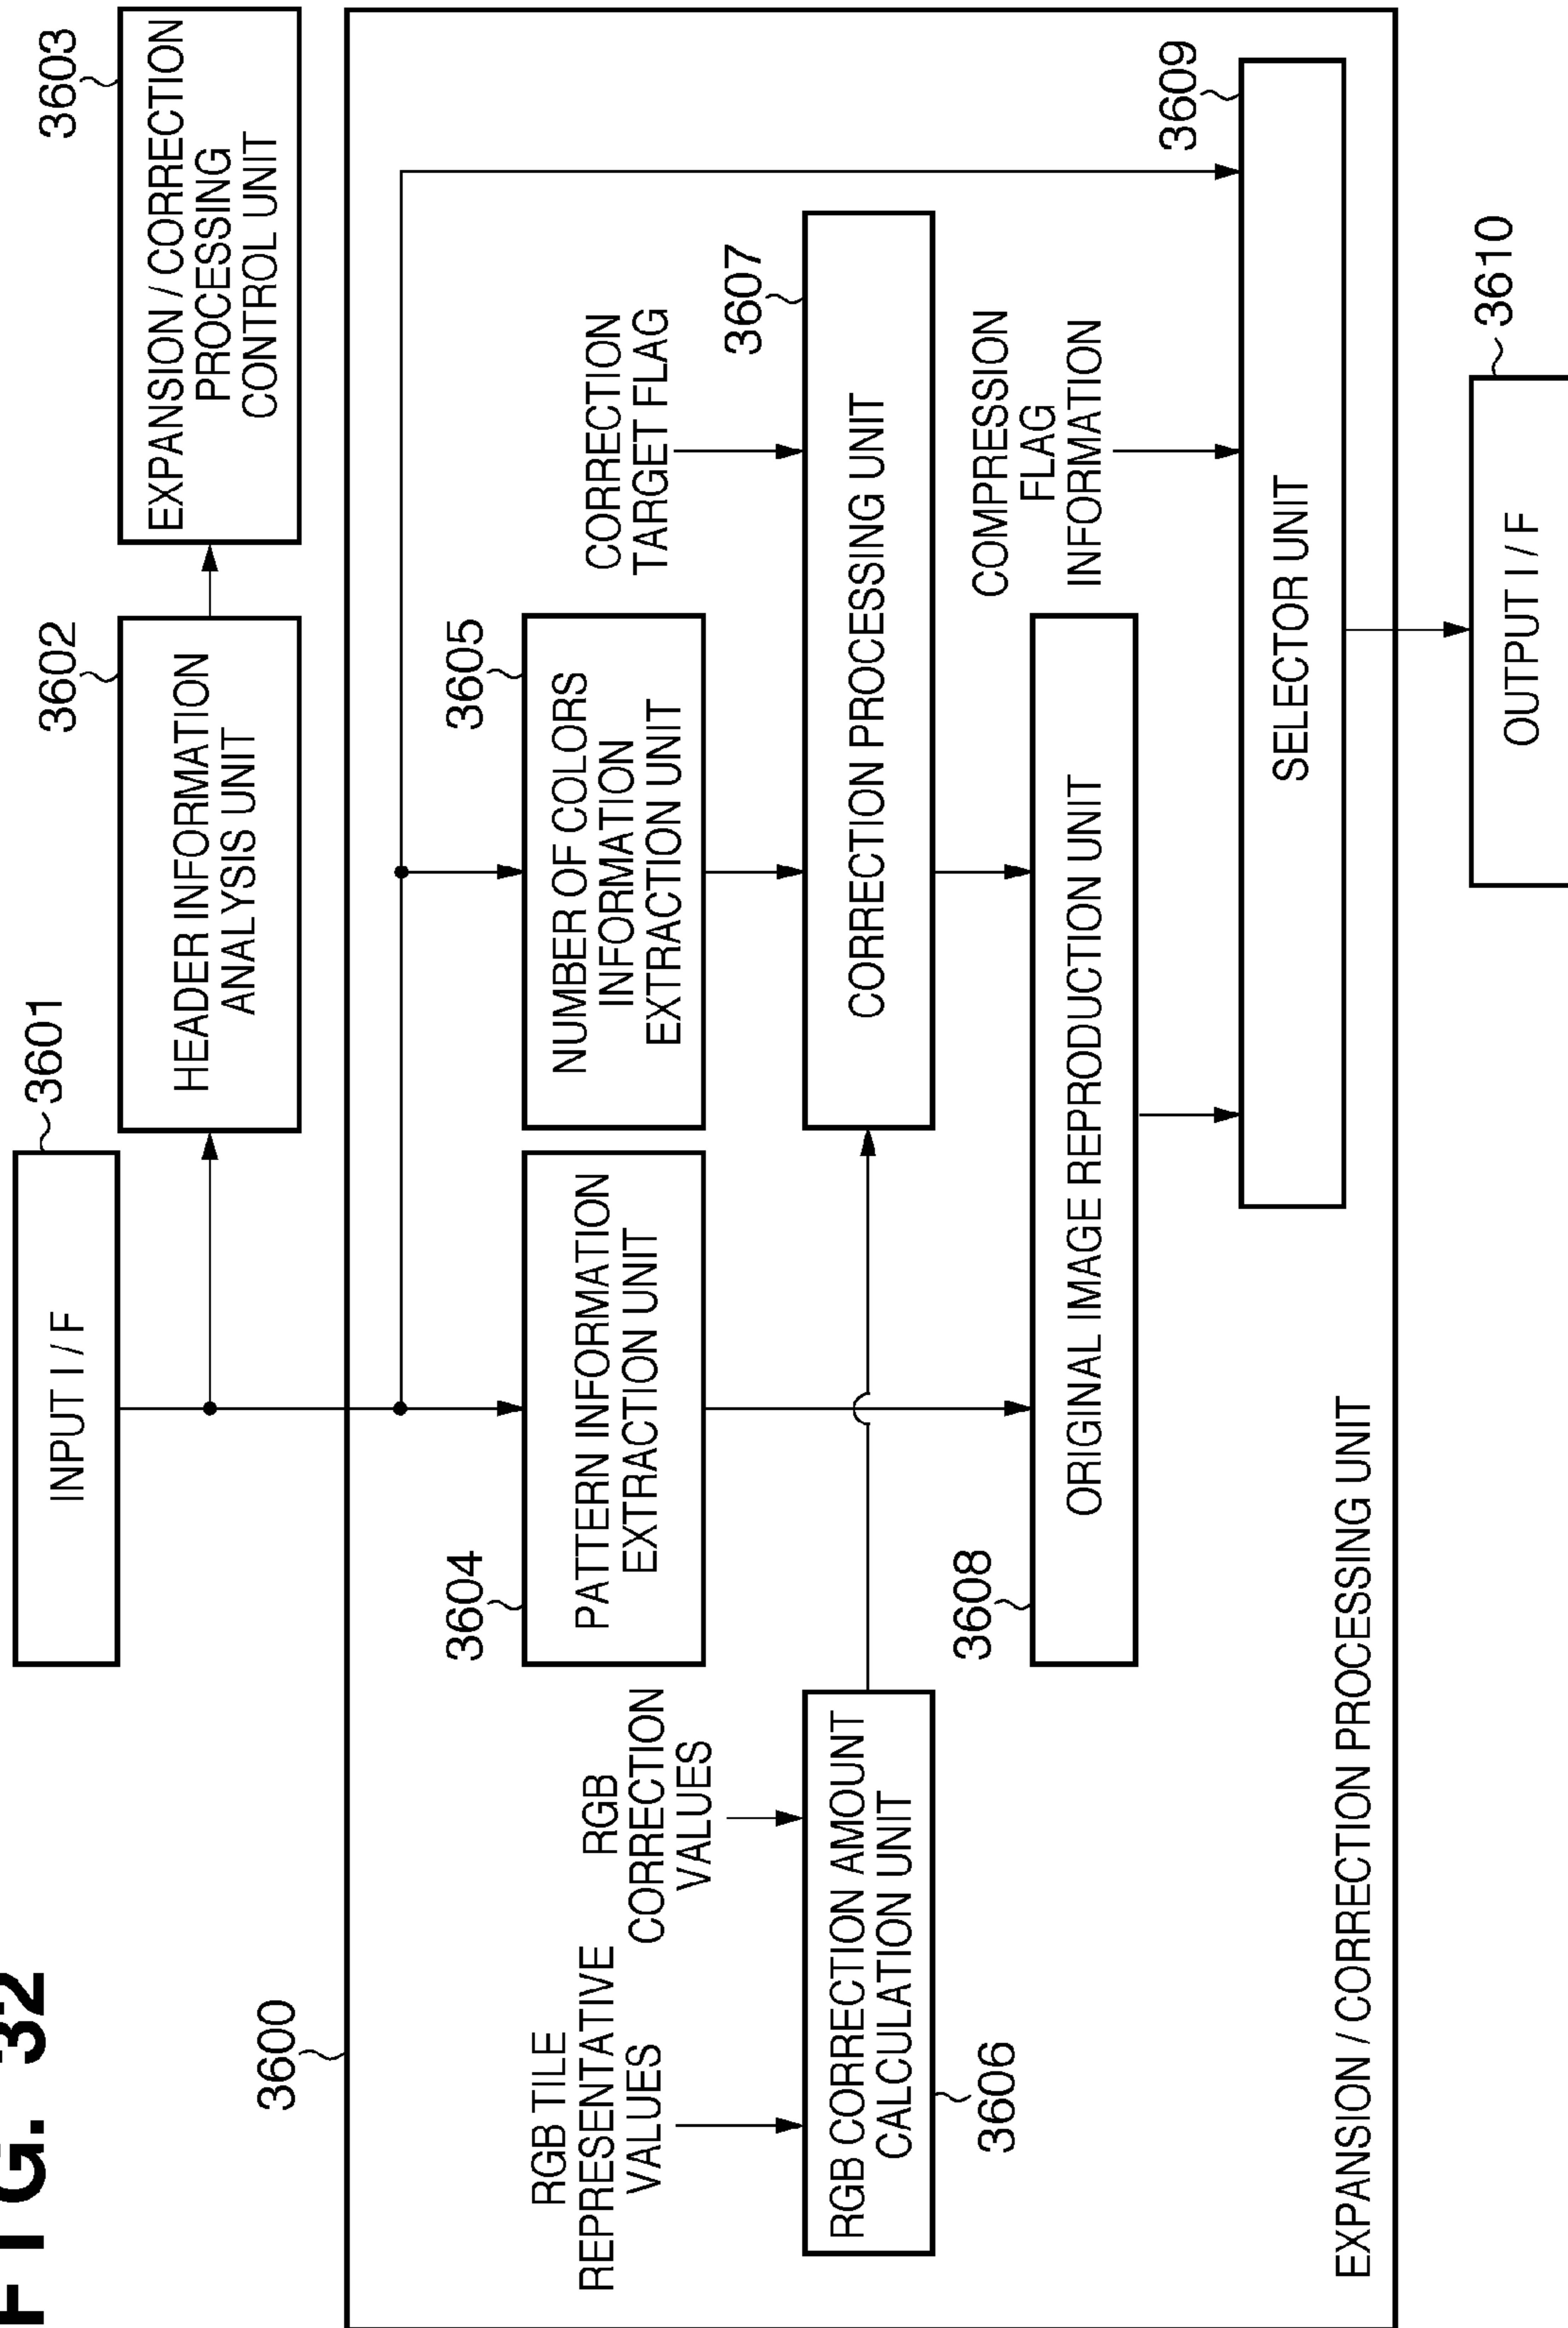 FIG. 32
INPUT I / F
3601
HEADER INFORMATION
ANALYSIS UNIT
3602
EXPANSION / CORRECTION
PROCESSING
CONTROL UNIT
3603
3600
3604
PATTERN INFORMATION
EXTRACTION UNIT
NUMBER OF COLORS
INFORMATION
EXTRACTION UNIT
3605
RGB TILE
REPRESENTATIVE
VALUES
RGB
CORRECTION
VALUES
CORRECTION
TARGET FLAG
RGB CORRECTION AMOUNT
CALCULATION UNIT
3606
CORRECTION PROCESSING UNIT
3607
3608
ORIGINAL IMAGE REPRODUCTION UNIT
COMPRESSION
FLAG
INFORMATION
SELECTOR UNIT
3609
EXPANSION / CORRECTION PROCESSING UNIT
OUTPUT I / F
3610